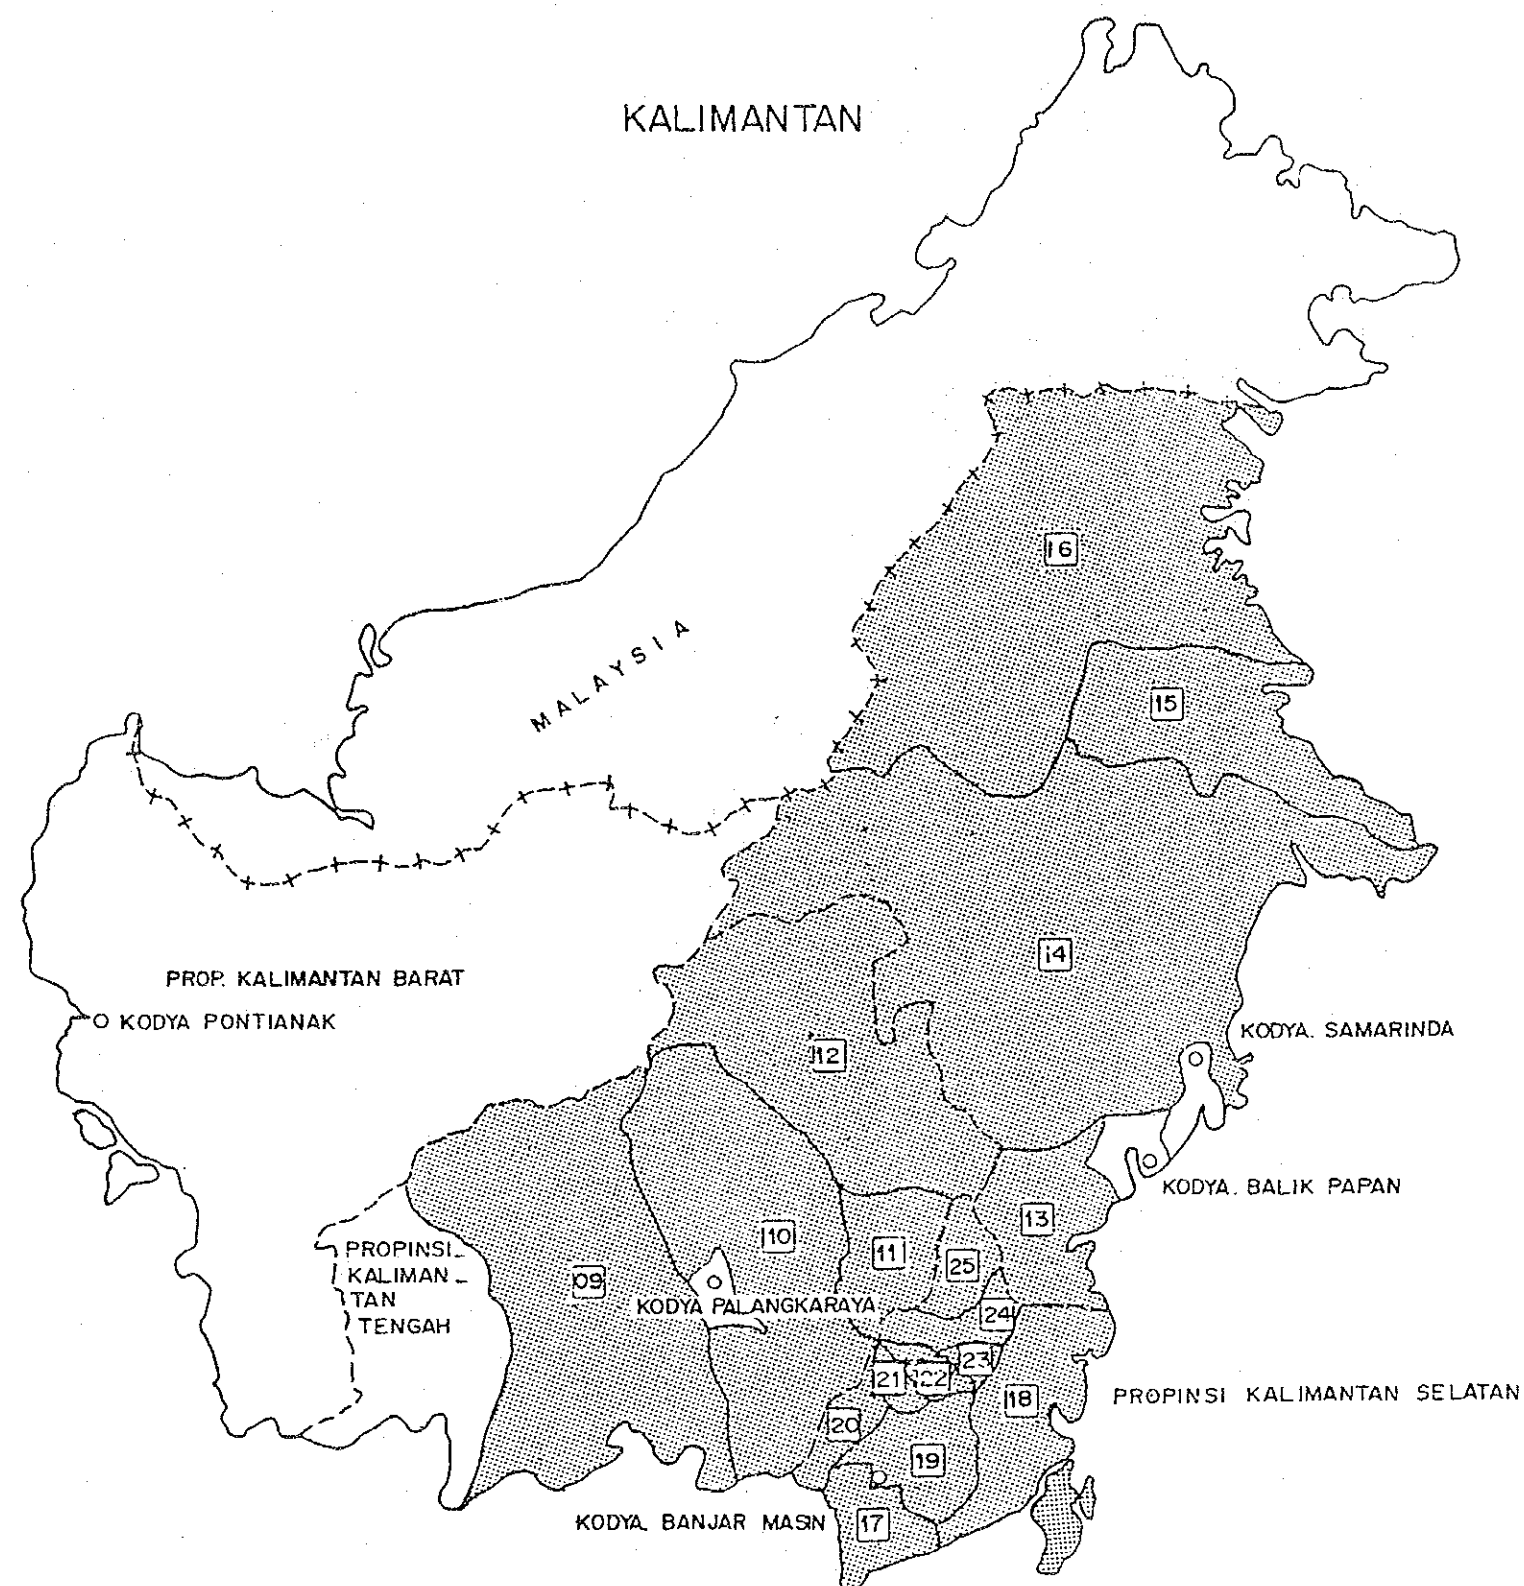 KALIMANTAN
16
MALAYSIA
15
14
PROP. KALIMANTAN BARAT
KODYA PONTIANAK
KODYA. SAMARINDA
12
KODYA. BALIK PAPAN
13
10
11
25
PROPINSI_
KALIMAN_
TAN
TENGAH
09
KODYA PALANGKARAYA
24
23
21
22
18
PROPINSI KALIMANTAN SELATAN
20
19
KODYA. BANJAR MASIN
17